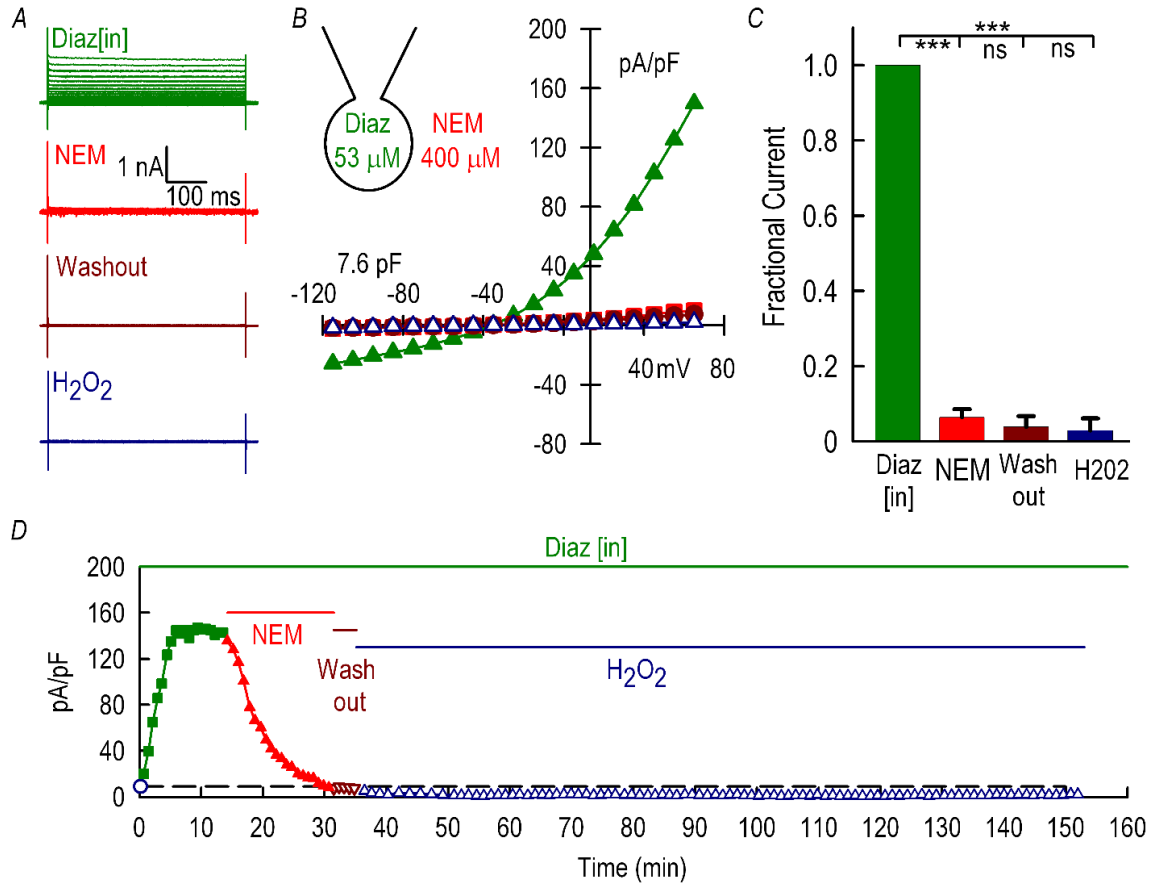 A
Diaz[in]
NEM
1 nA
100 ms
Washout
H₂O₂
B
200
160
120
80
40
-40
-80
pA/pF
Diaz
53 µM
NEM
400 µM
7.6 pF
-120
-80
-40
40 mV
80
C
***
***
ns
ns
Fractional Current
1.0
0.8
0.6
0.4
0.2
0
Diaz
[in]
NEM
Wash
out
H202
D
Diaz [in]
NEM
Wash
out
H₂O₂
pA/pF
200
160
120
80
40
0
0 10 20 30 40 50 60 70 80 90 100 110 120 130 140 150 160
Time (min)